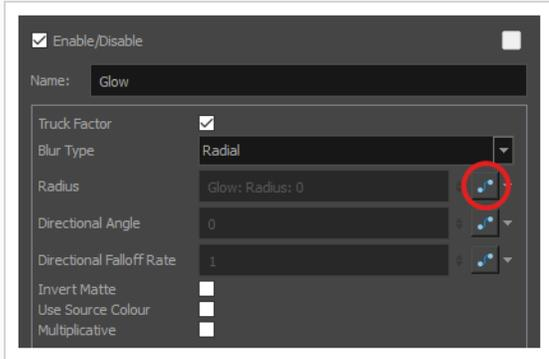 Enable/Disable
Name: Glow
Truck Factor
Blur Type Radial
Radius Glow: Radius: 0
Directional Angle 0
Directional Falloff Rate 1
Invert Matte
Use Source Colour
Multiplicative